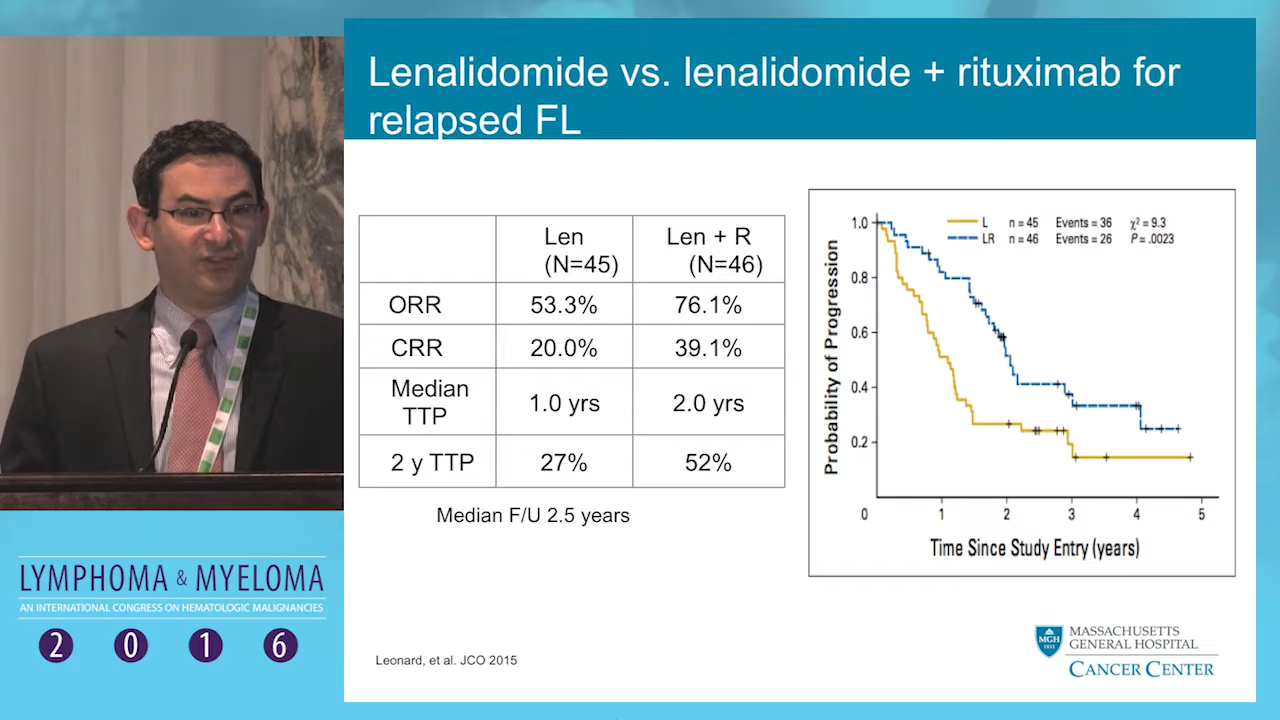 Lenalidomide vs. lenalidomide + rituximab for
relapsed FL
Len
(N=45)
Len + R
(N=46)
ORR
53.3%
76.1%
CRR
20.0%
39.1%
Median
TTP
1.0 yrs
2.0 yrs
2 y TTP
27%
52%
Median F/U 2.5 years
L n = 45 Events = 36 χ² = 9.3
LR n = 46 Events = 26 P = .0023
Probability of Progression
1.0
0.8
0.6
0.4
0.2
0 1 2 3 4 5
Time Since Study Entry (years)
Leonard, et al. JCO 2015
MGH
1811
MASSACHUSETTS
GENERAL HOSPITAL
CANCER CENTER
LYMPHOMA & MYELOMA
AN INTERNATIONAL CONGRESS ON HEMATOLOGIC MALIGNANCIES
2 0 1 6